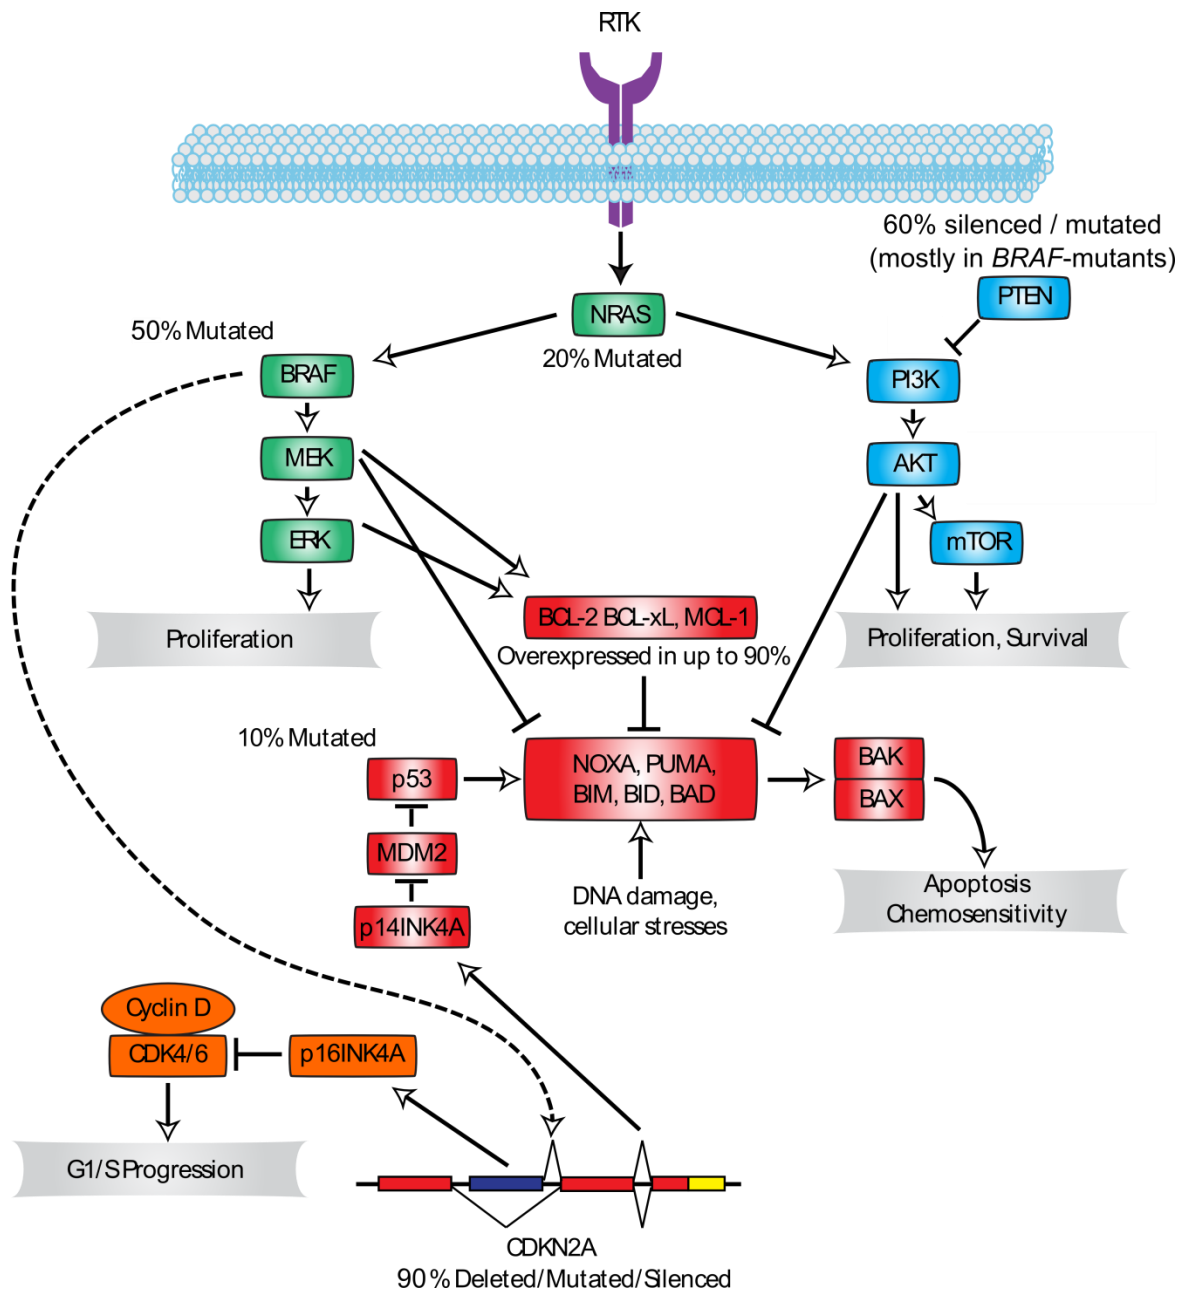 RTK
60% silenced / mutated
(mostly in BRAF-mutants)
PTEN
NRAS
50% Mutated
20% Mutated
BRAF
PI3K
MEK
AKT
ERK
mTOR
BCL-2 BCL-xL, MCL-1
Proliferation
Proliferation, Survival
Overexpressed in up to 90%
10% Mutated
p53
NOXA, PUMA,
BIM, BID, BAD
BAK
BAX
MDM2
DNA damage,
cellular stresses
Apoptosis
Chemosensitivity
p14INK4A
Cyclin D
CDK4/6
p16INK4A
G1/S Progression
CDKN2A
90% Deleted/Mutated/Silenced